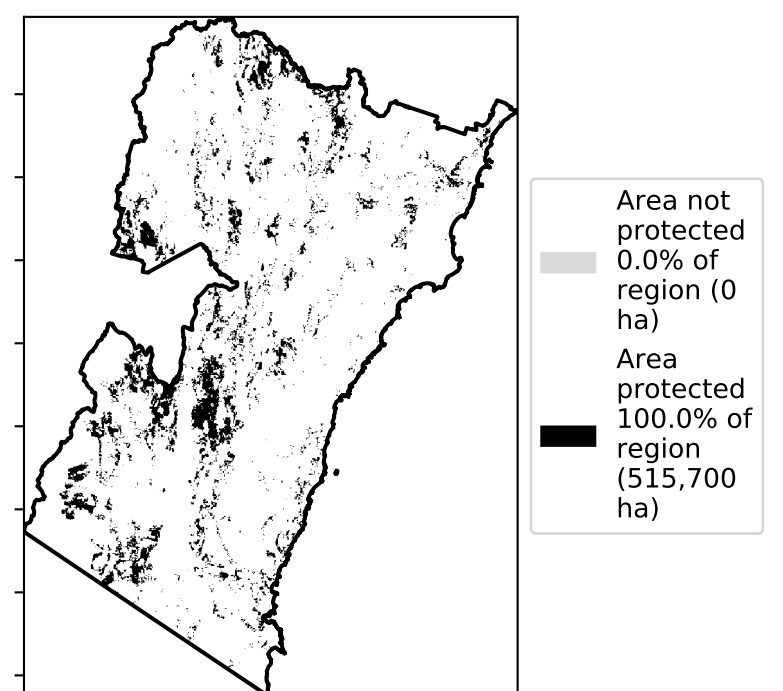 Area not
protected
0.0% of
region (0
ha)
Area
protected
100.0% of
region
(515,700
ha)